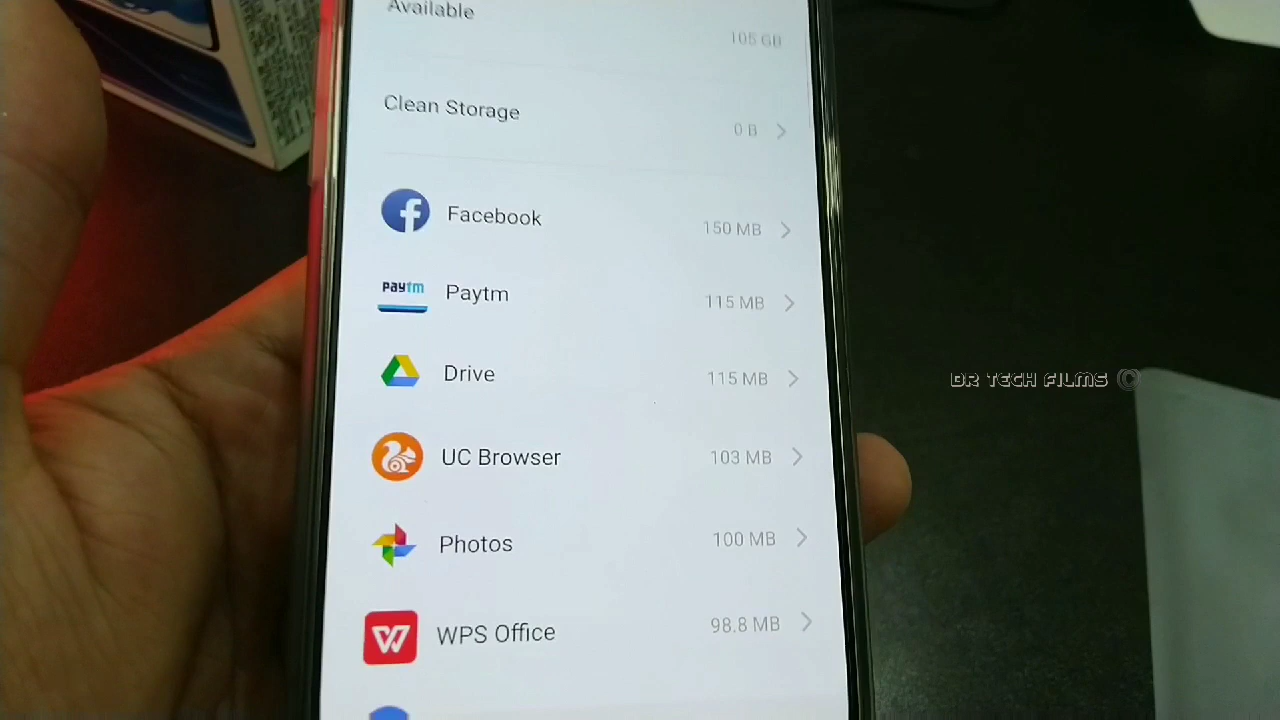 Available
105 GB
Clean Storage
0 B
Facebook
150 MB
Paytm
Paytm
115 MB
Drive
115 MB
UC Browser
103 MB
Photos
100 MB
WPS Office
98.8 MB
DR TECH FILMS ©